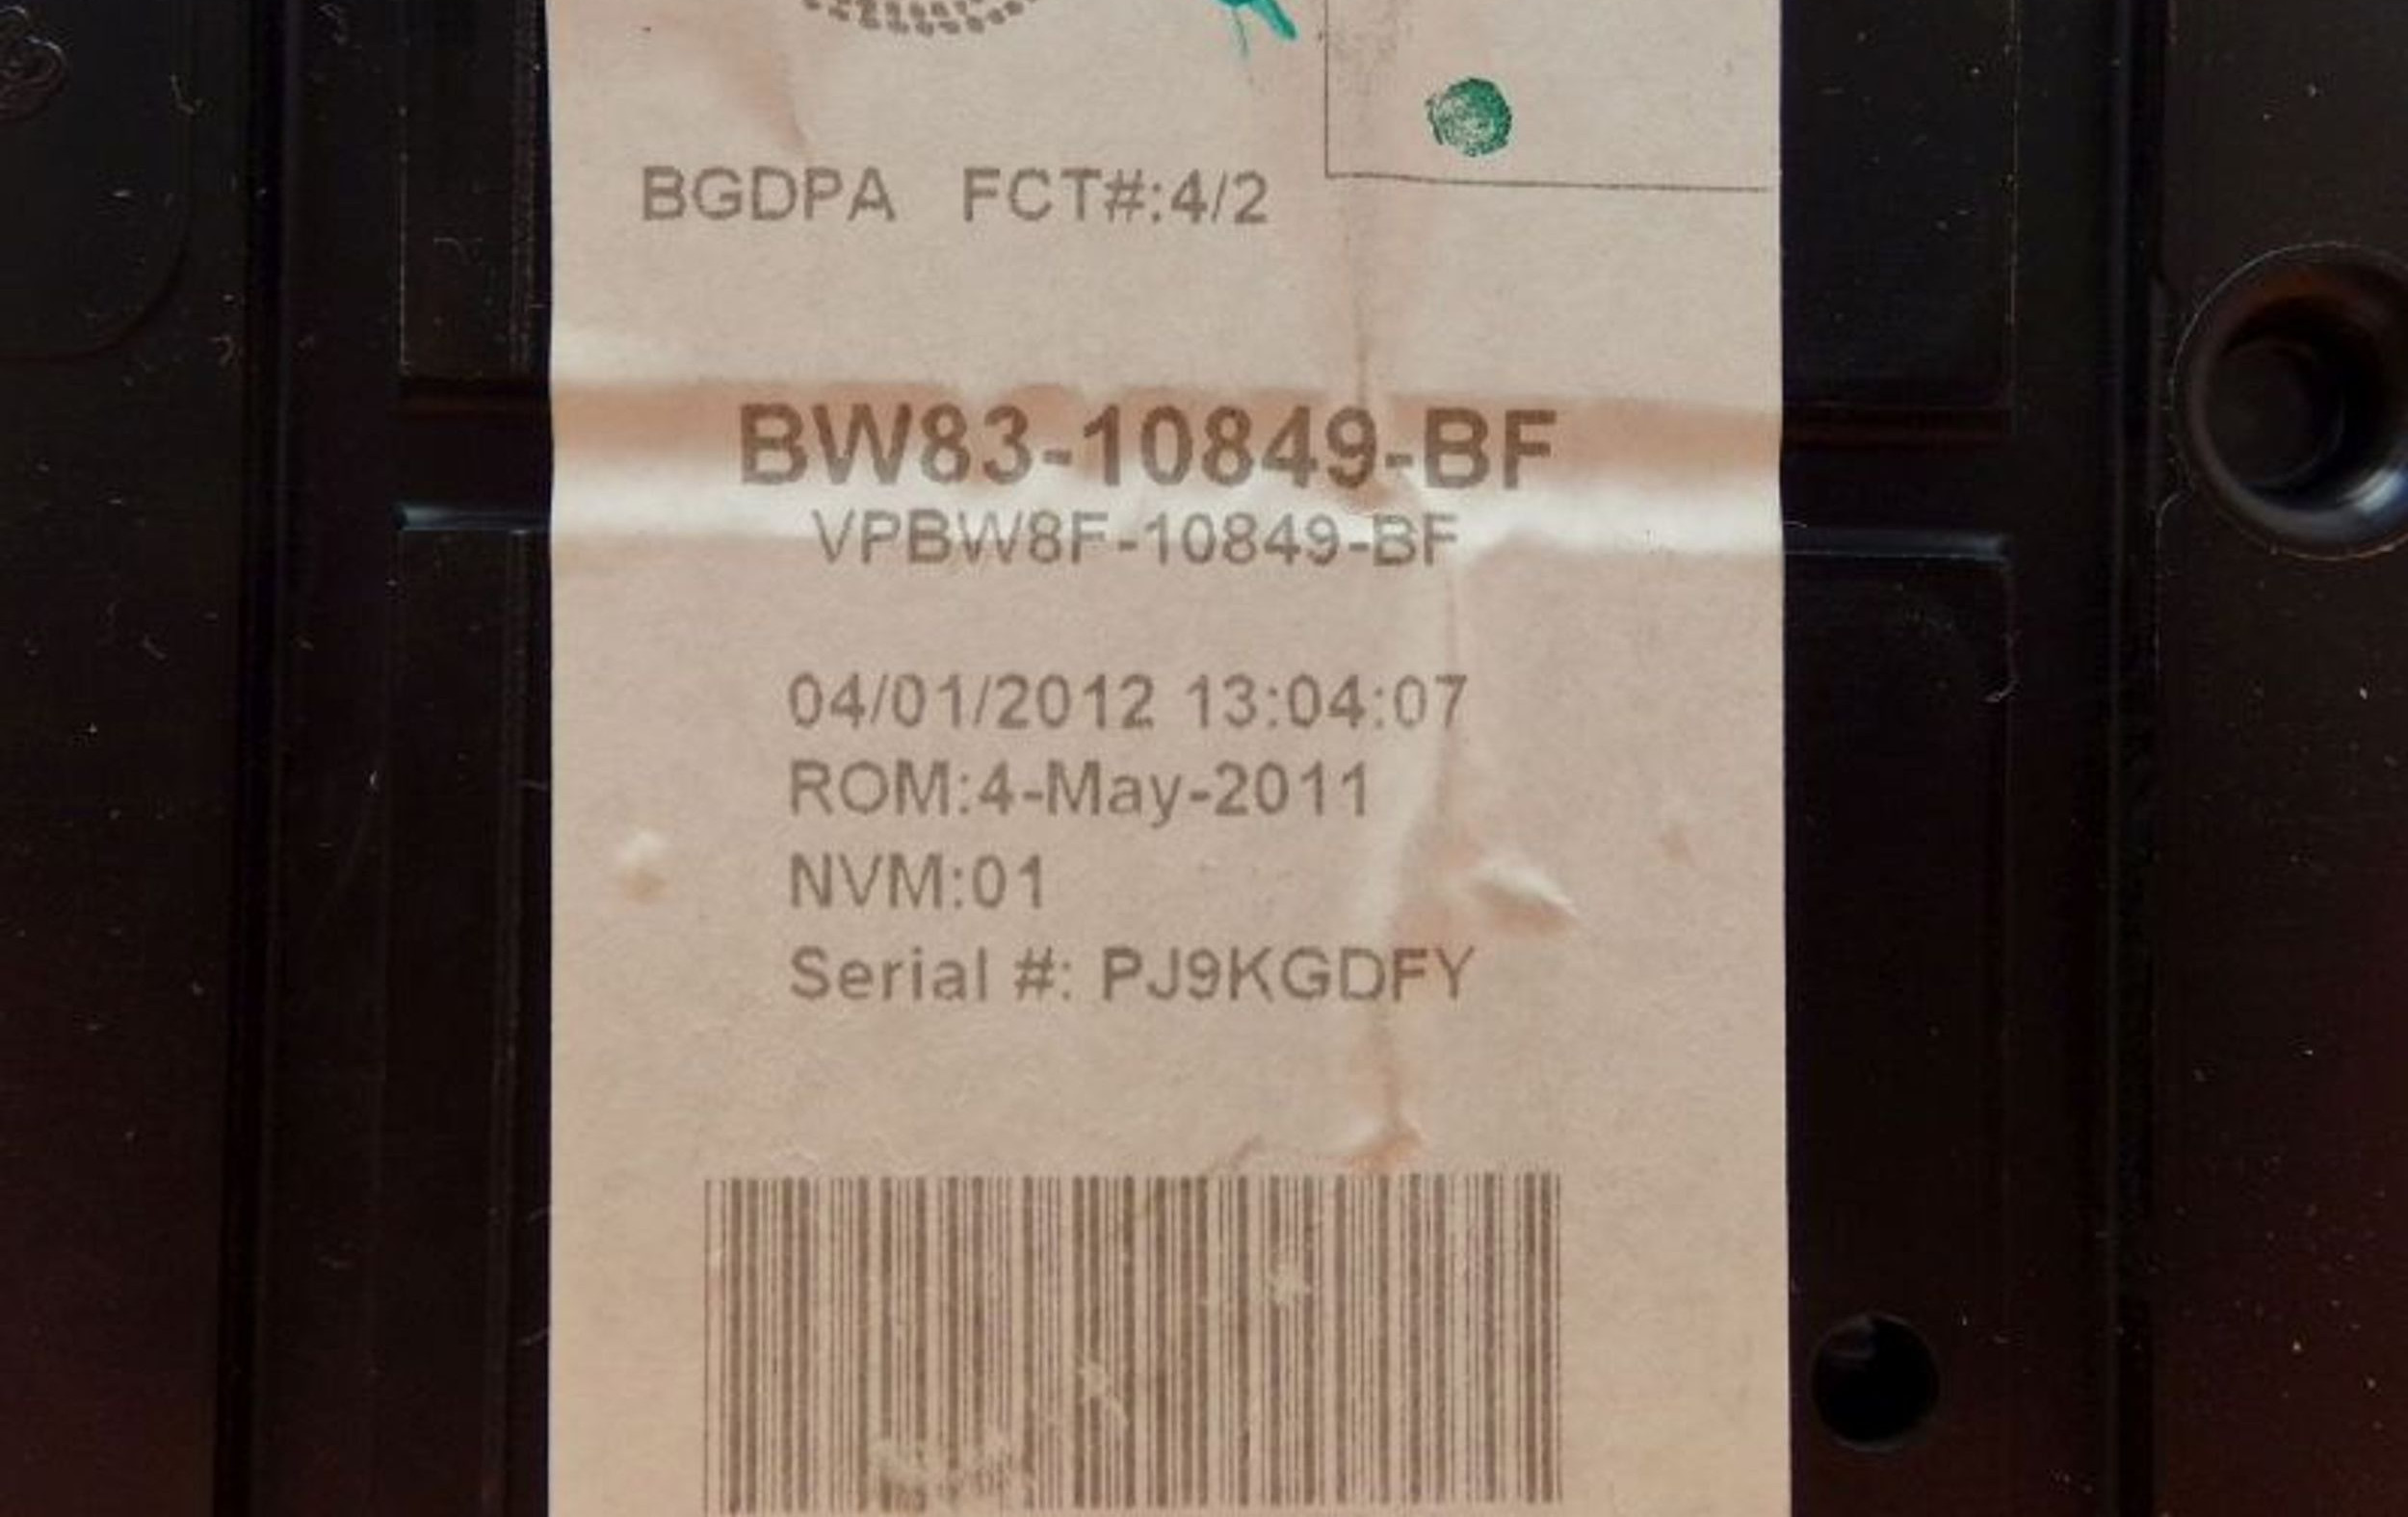 BGDPA FCT#:4/2
BW83-10849-BF
VPBW8F-10849-BF
04/01/2012 13:04:07
ROM:4-May-2011
NVM:01
Serial #: PJ9KGDFY